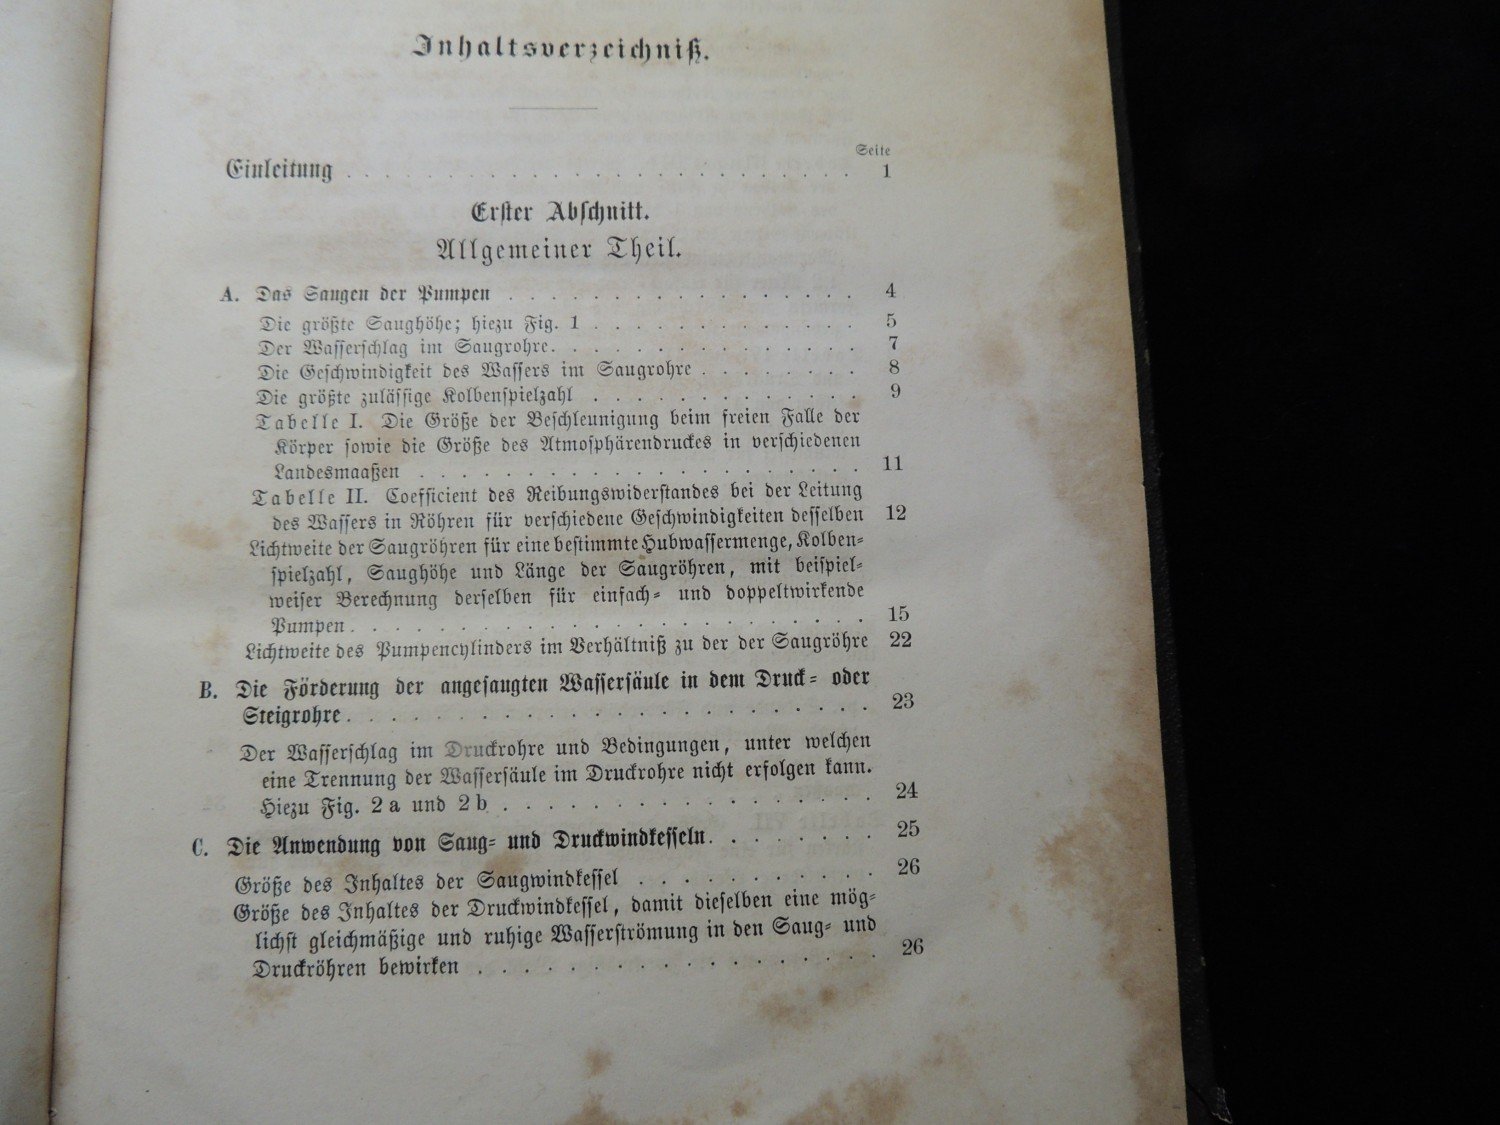 Inhaltsverzeichniß.
Seite
Einleitung . . . . . . . . . . . . . . . . . . . . 1
Erster Abschnitt.
Allgemeiner Theil.
A. Das Saugen der Pumpen . . . . . . . . . . . . . 4
Die größte Saughöhe; hiezu Fig. 1 . . . . . . . . . . 5
Der Wasserschlag im Saugrohre. . . . . . . . . . . . 7
Die Geschwindigkeit des Wassers im Saugrohre . . . . . . . 8
Die größte zulässige Kolbenspielzahl . . . . . . . . . . 9
Tabelle I. Die Größe der Beschleunigung beim freien Falle der
Körper sowie die Größe des Atmosphärendruckes in verschiedenen
Landesmaaßen . . . . . . . . . . . . . . . . 11
Tabelle II. Coefficient des Reibungswiderstandes bei der Leitung
des Wassers in Röhren für verschiedene Geschwindigkeiten desselben 12
Lichtweite der Saugröhren für eine bestimmte Hubwassermenge, Kolben-
spielzahl, Saughöhe und Länge der Saugröhren, mit beispiel-
weiser Berechnung derselben für einfach- und doppeltwirkende
Pumpen. . . . . . . . . . . . . . . . . . . 15
Lichtweite des Pumpencylinders im Verhältniß zu der der Saugröhre 22
B. Die Förderung der angesaugten Wassersäule in dem Druck- oder
Steigrohre. . . . . . . . . . . . . . . . . . . 23
Der Wasserschlag im Druckrohre und Bedingungen, unter welchen
eine Trennung der Wassersäule im Druckrohre nicht erfolgen kann.
Hiezu Fig. 2a und 2b . . . . . . . . . . . . . . 24
C. Die Anwendung von Saug- und Druckwindkesseln. . . . . . . 25
Größe des Inhaltes der Saugwindkessel . . . . . . . . . . 26
Größe des Inhaltes der Druckwindkessel, damit dieselben eine mög-
lichst gleichmäßige und ruhige Wasserströmung in den Saug- und
Druckröhren bewirken . . . . . . . . . . . . . . 26